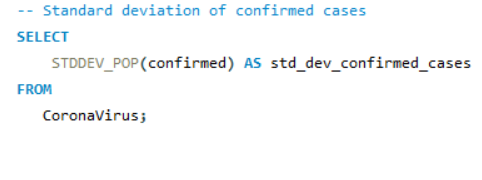 -- Standard deviation of confirmed cases
SELECT
    STDDEV_POP(confirmed) AS std_dev_confirmed_cases
FROM
   CoronaVirus;